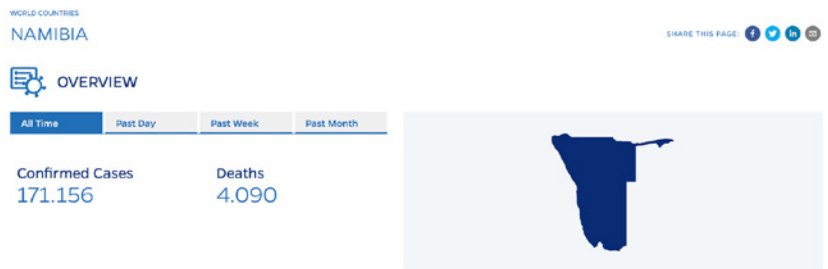 WORLD COUNTRIES
NAMIBIA
SHARE THIS PAGE:
OVERVIEW
All Time
Past Day
Past Week
Past Month
Confirmed Cases
171.156
Deaths
4.090